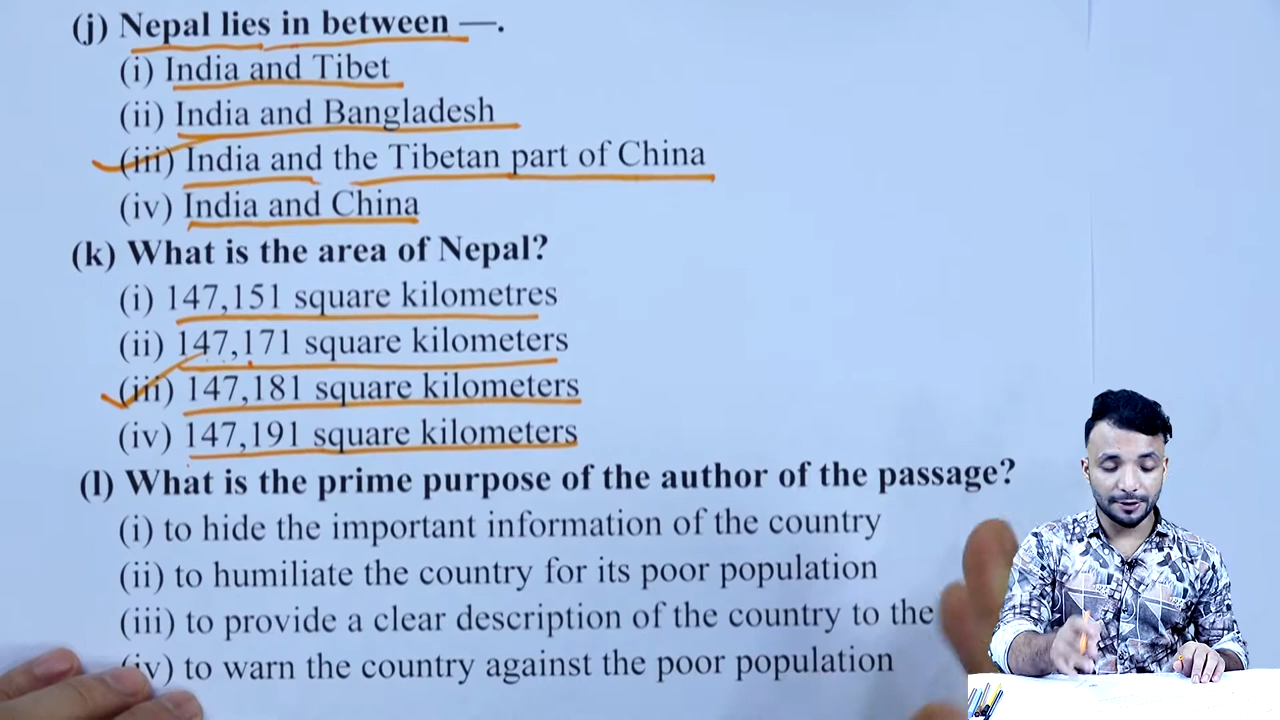 (j) Nepal lies in between —.
(i) India and Tibet
(ii) India and Bangladesh
(iii) India and the Tibetan part of China
(iv) India and China
(k) What is the area of Nepal?
(i) 147,151 square kilometres
(ii) 147,171 square kilometers
(iii) 147,181 square kilometers
(iv) 147,191 square kilometers
(l) What is the prime purpose of the author of the passage?
(i) to hide the important information of the country
(ii) to humiliate the country for its poor population
(iii) to provide a clear description of the country to the
(iv) to warn the country against the poor population